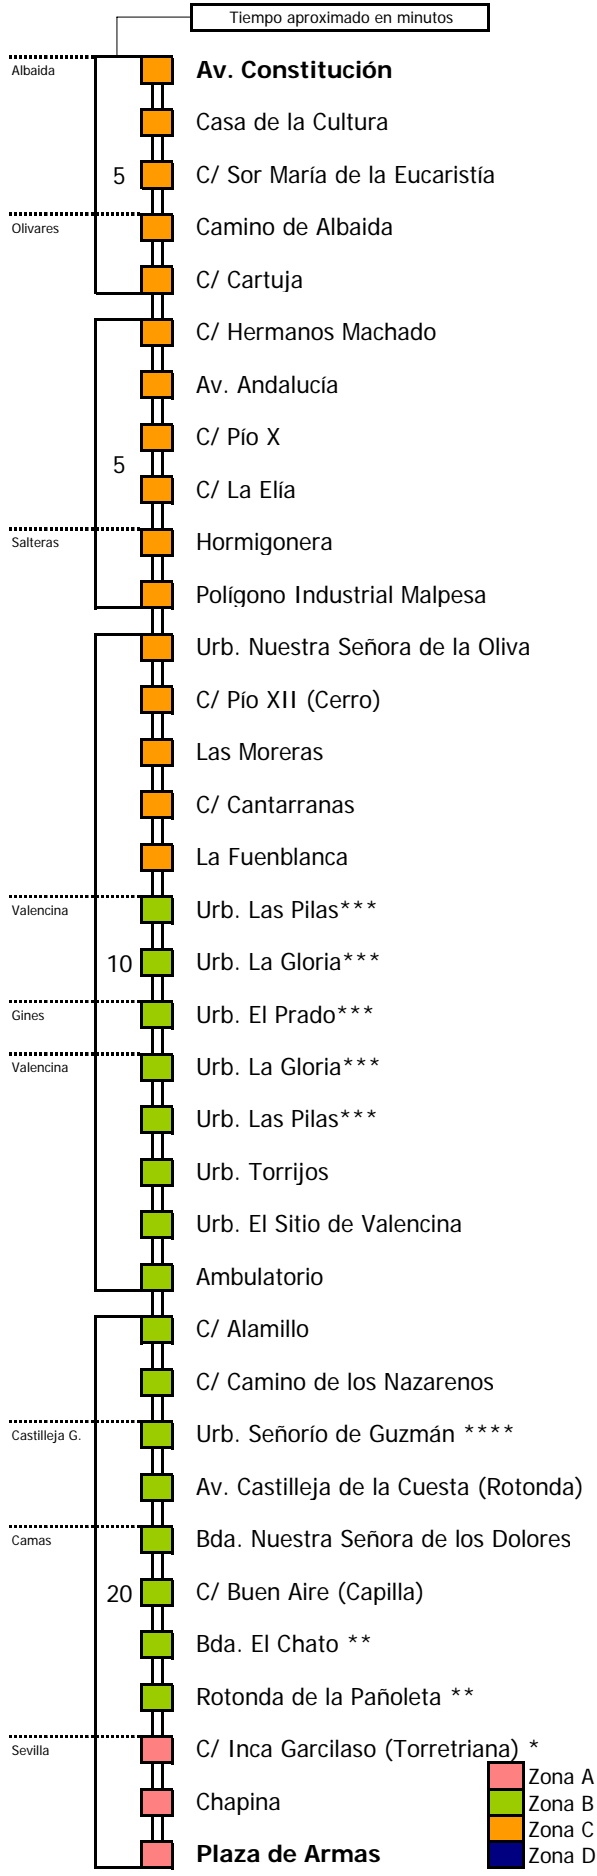 Tiempo aproximado en minutos
Albaida
Av. Constitución
Casa de la Cultura
5
C/ Sor María de la Eucaristía
Olivares
Camino de Albaida
C/ Cartuja
C/ Hermanos Machado
Av. Andalucía
C/ Pío X
5
C/ La Elía
Salteras
Hormigonera
Polígono Industrial Malpesa
Urb. Nuestra Señora de la Oliva
C/ Pío XII (Cerro)
Las Moreras
C/ Cantarranas
La Fuenblanca
Valencina
Urb. Las Pilas***
10
Urb. La Gloria***
Gines
Urb. El Prado***
Valencina
Urb. La Gloria***
Urb. Las Pilas***
Urb. Torrijos
Urb. El Sitio de Valencina
Ambulatorio
C/ Alamillo
C/ Camino de los Nazarenos
Castilleja G.
Urb. Señorío de Guzmán ****
Av. Castilleja de la Cuesta (Rotonda)
Camas
Bda. Nuestra Señora de los Dolores
20
C/ Buen Aire (Capilla)
Bda. El Chato **
Rotonda de la Pañoleta **
Sevilla
C/ Inca Garcilaso (Torretriana) *
Chapina
Plaza de Armas
Zona A
Zona B
Zona C
Zona D